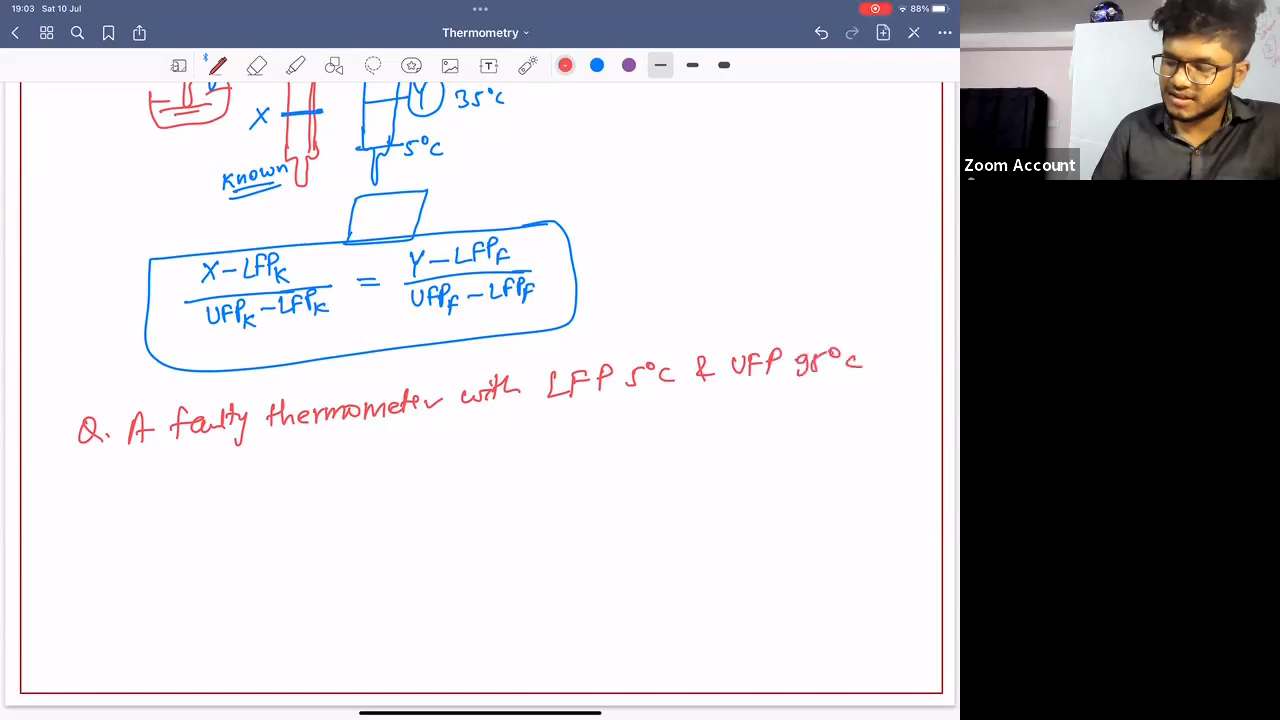 19:03 Sat 10 Jul
88%
Thermometry
X
Y
35°C
5°C
Known
X-LFPK / UFPK-LFPK = Y-LFPF / UFPF-LFPF
Q. A faulty thermometer with LFP 5°C & UFP 98°C
Zoom Account